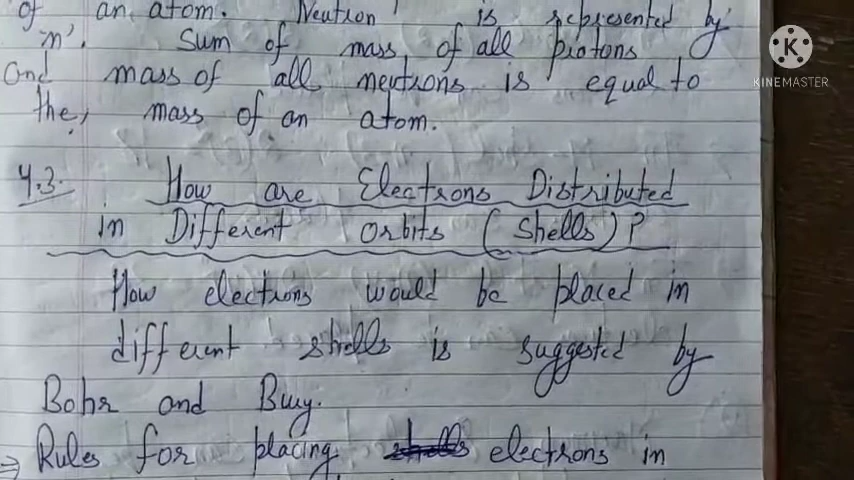 of an atom. Neutron is represented by
'n'. Sum of mass of all protons
and mass of all neutrons is equal to
the, mass of an atom.
4.3. How are Electrons Distributed
in Different Orbits (Shells)?
How electrons would be placed in
different shells is suggested by
Bohr and Bury.
⇒ Rules for placing electrons in
KINEMASTER